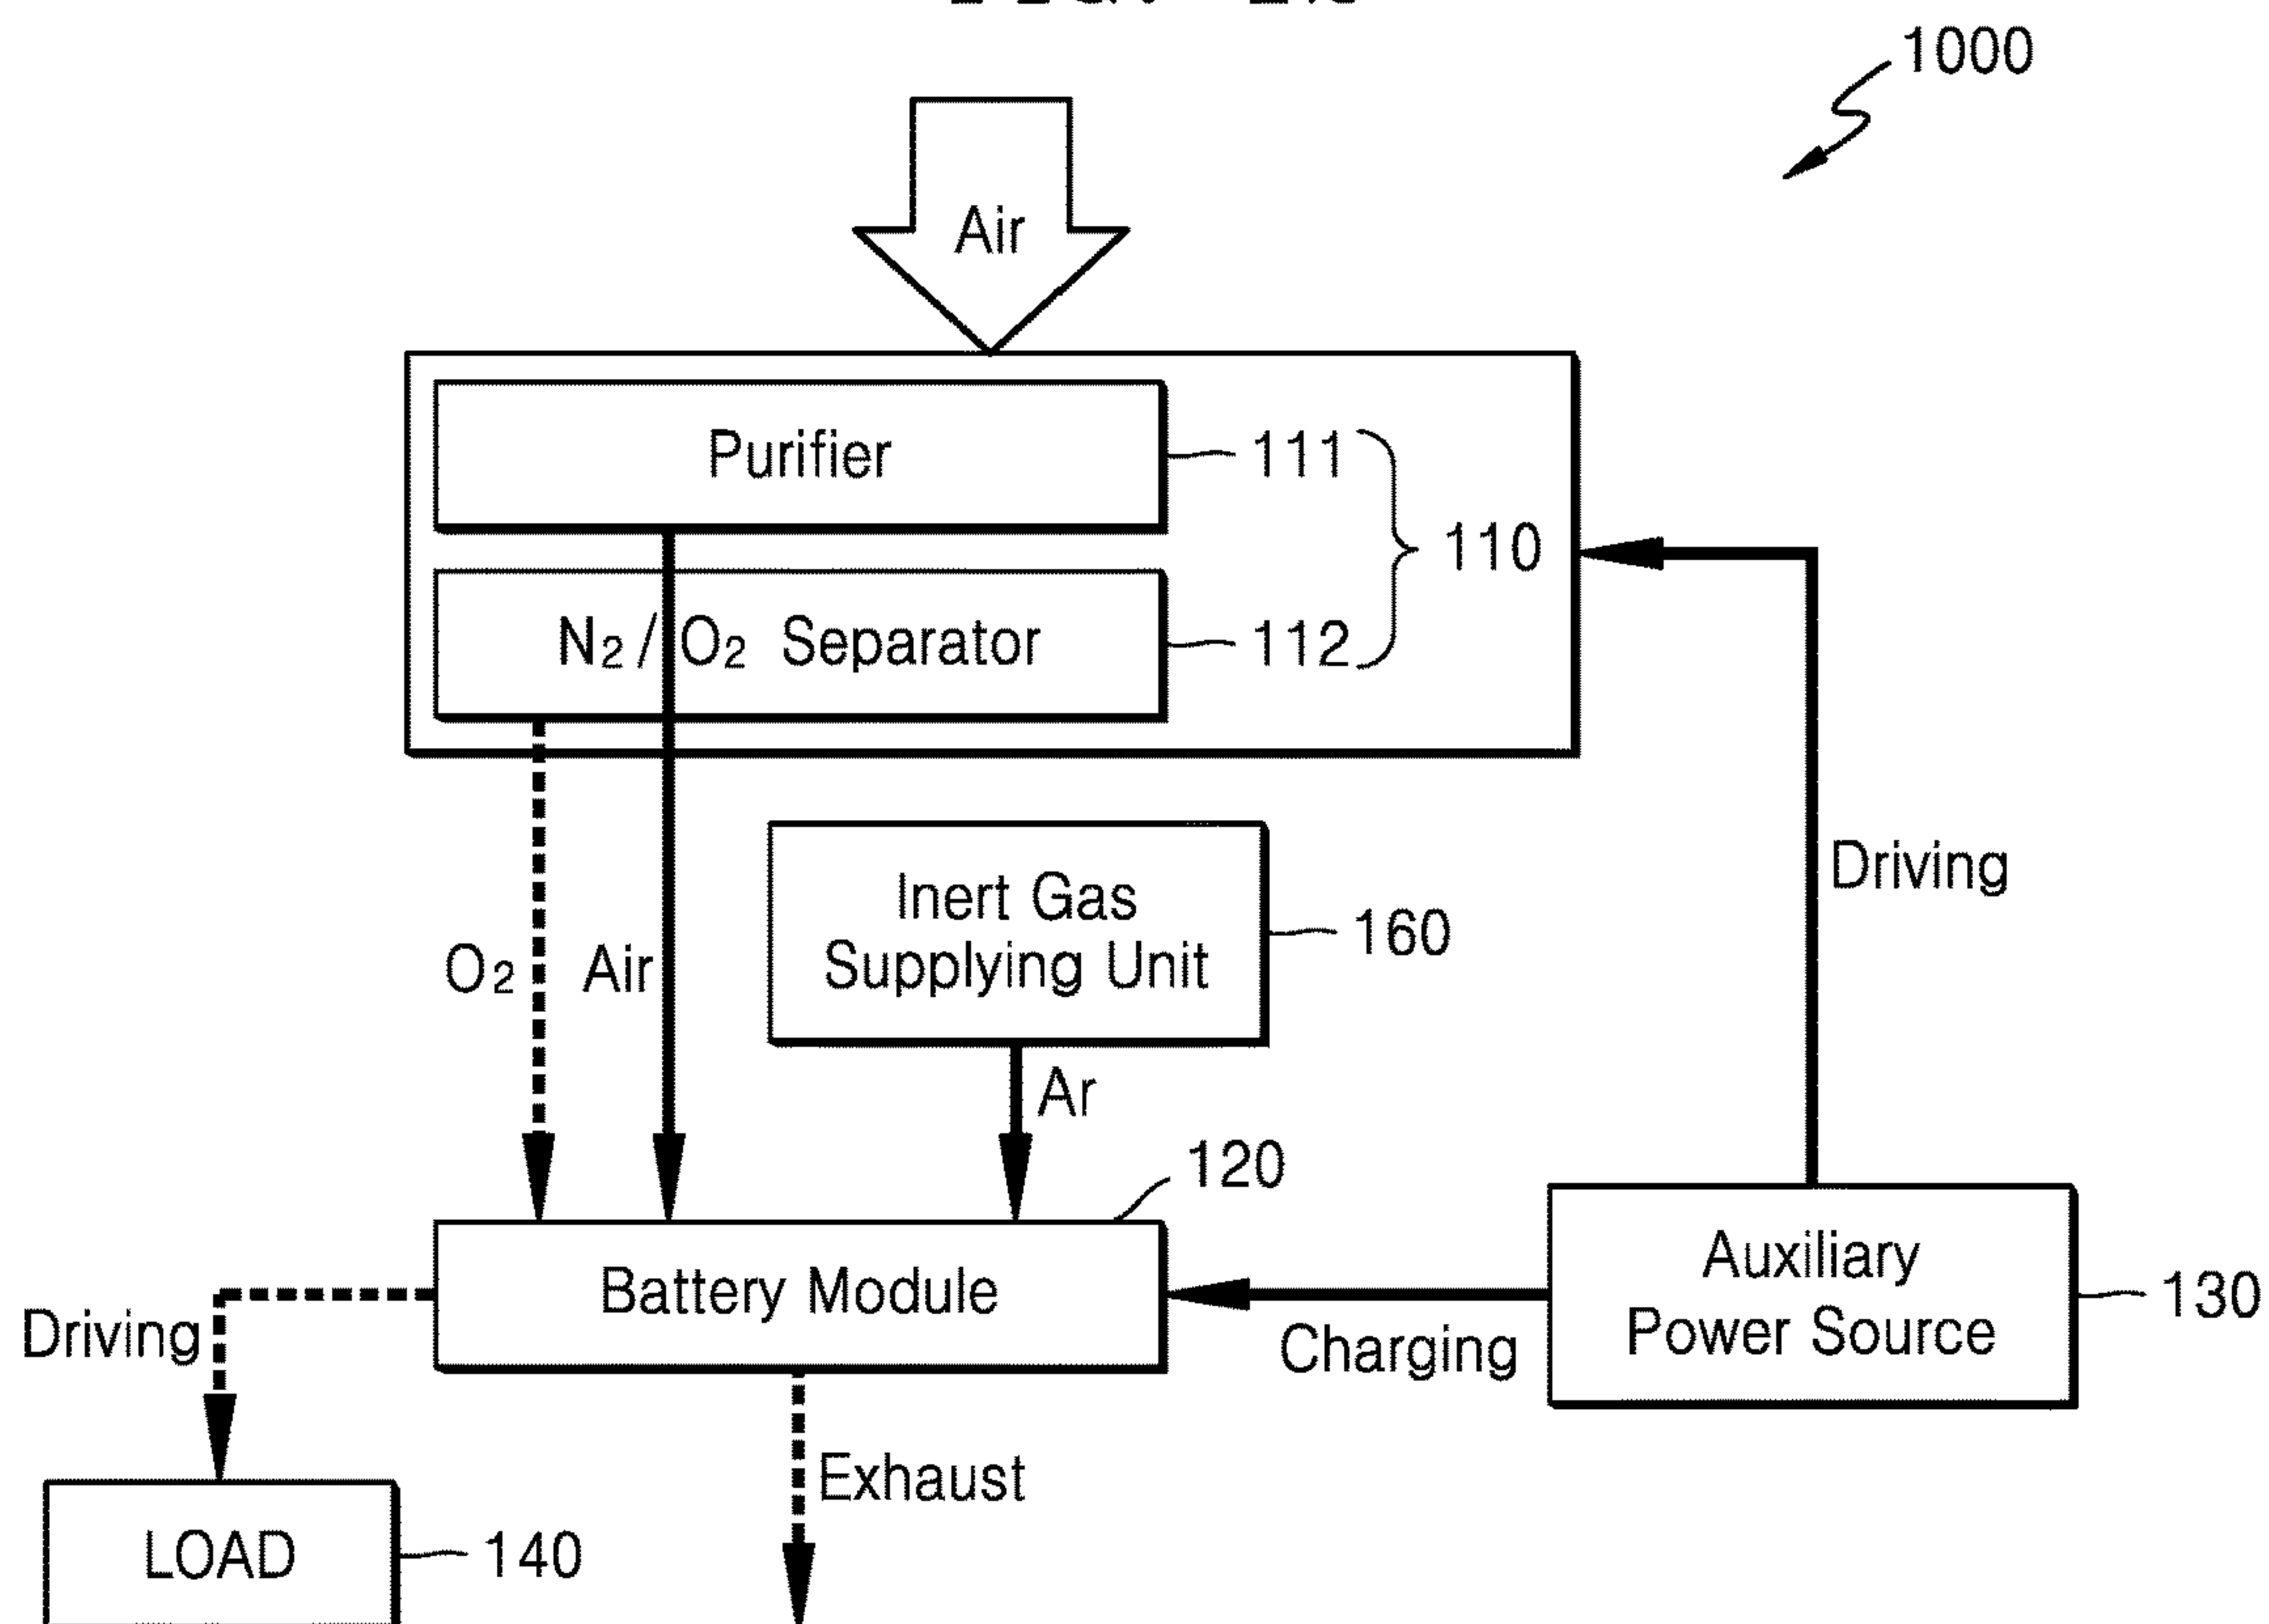 1000
Air
Purifier
111
110
N2 / O2 Separator
112
Driving
Inert Gas
Supplying Unit
160
O2
Air
Ar
120
Battery Module
Auxiliary
Power Source
130
Driving
Charging
Exhaust
LOAD
140